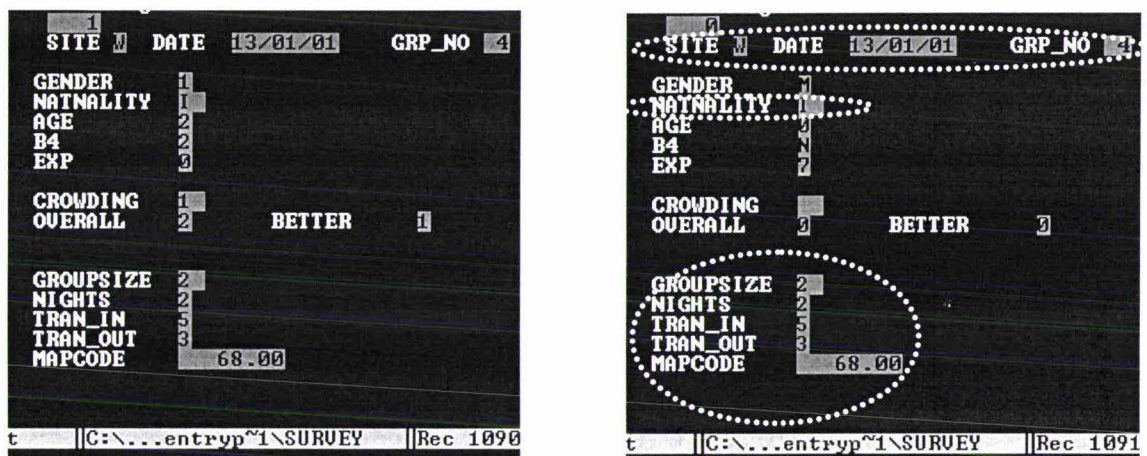 1
SITE W DATE 13/01/01 GRP_NO 4
GENDER 1
NATNALITY I
AGE 2
B4 2
EXP 0
CROWDING 1
OVERALL 2 BETTER 1
GROUPSIZE 2
NIGHTS 2
TRAN_IN 5
TRAN_OUT 3
MAPCODE 68.00
t C:\...entryp~1\SURVEY Rec 1090
0
SITE W DATE 13/01/01 GRP_NO 4
GENDER M
NATNALITY I
AGE 0
B4 N
EXP ?
CROWDING
OVERALL 0 BETTER 0
GROUPSIZE 2
NIGHTS 2
TRAN_IN 5
TRAN_OUT 3
MAPCODE 68.00
t C:\...entryp~1\SURVEY Rec 1091